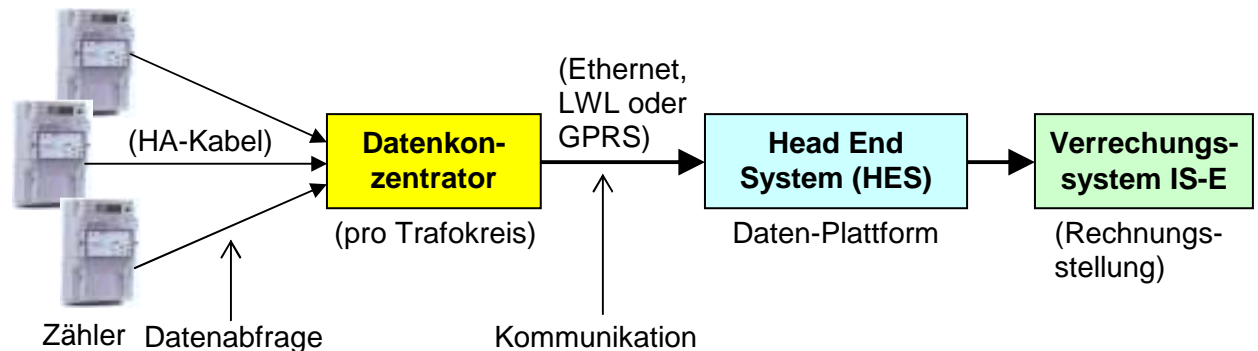 (HA-Kabel)
Zähler
Datenabfrage
Datenkon-
zentrator
(pro Trafokreis)
(Ethernet,
LWL oder
GPRS)
Kommunikation
Head End
System (HES)
Daten-Plattform
Verrechungs-
system IS-E
(Rechnungs-
stellung)